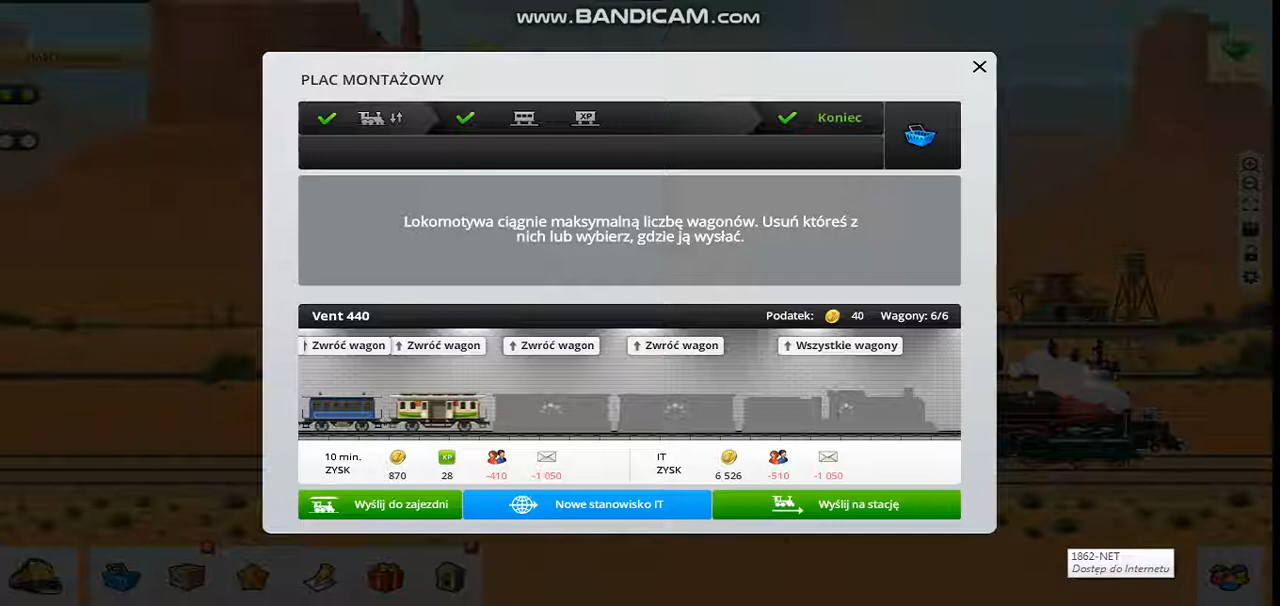 www.BANDICAM.com
PLAC MONTAŻOWY
XP
Koniec
Lokomotywa ciągnie maksymalną liczbę wagonów. Usuń któreś z
nich lub wybierz, gdzie ją wysłać.
Vent 440
Podatek: 40 Wagony: 6/6
Zwróć wagon Zwróć wagon Zwróć wagon Zwróć wagon Wszystkie wagony
10 min.
ZYSK
XP
870 28 -410 -1 050
IT
ZYSK
6 526 -510 -1 050
Wyślij do zajezdni Nowe stanowisko IT Wyślij na stację
1862-NET
Dostęp do Internetu